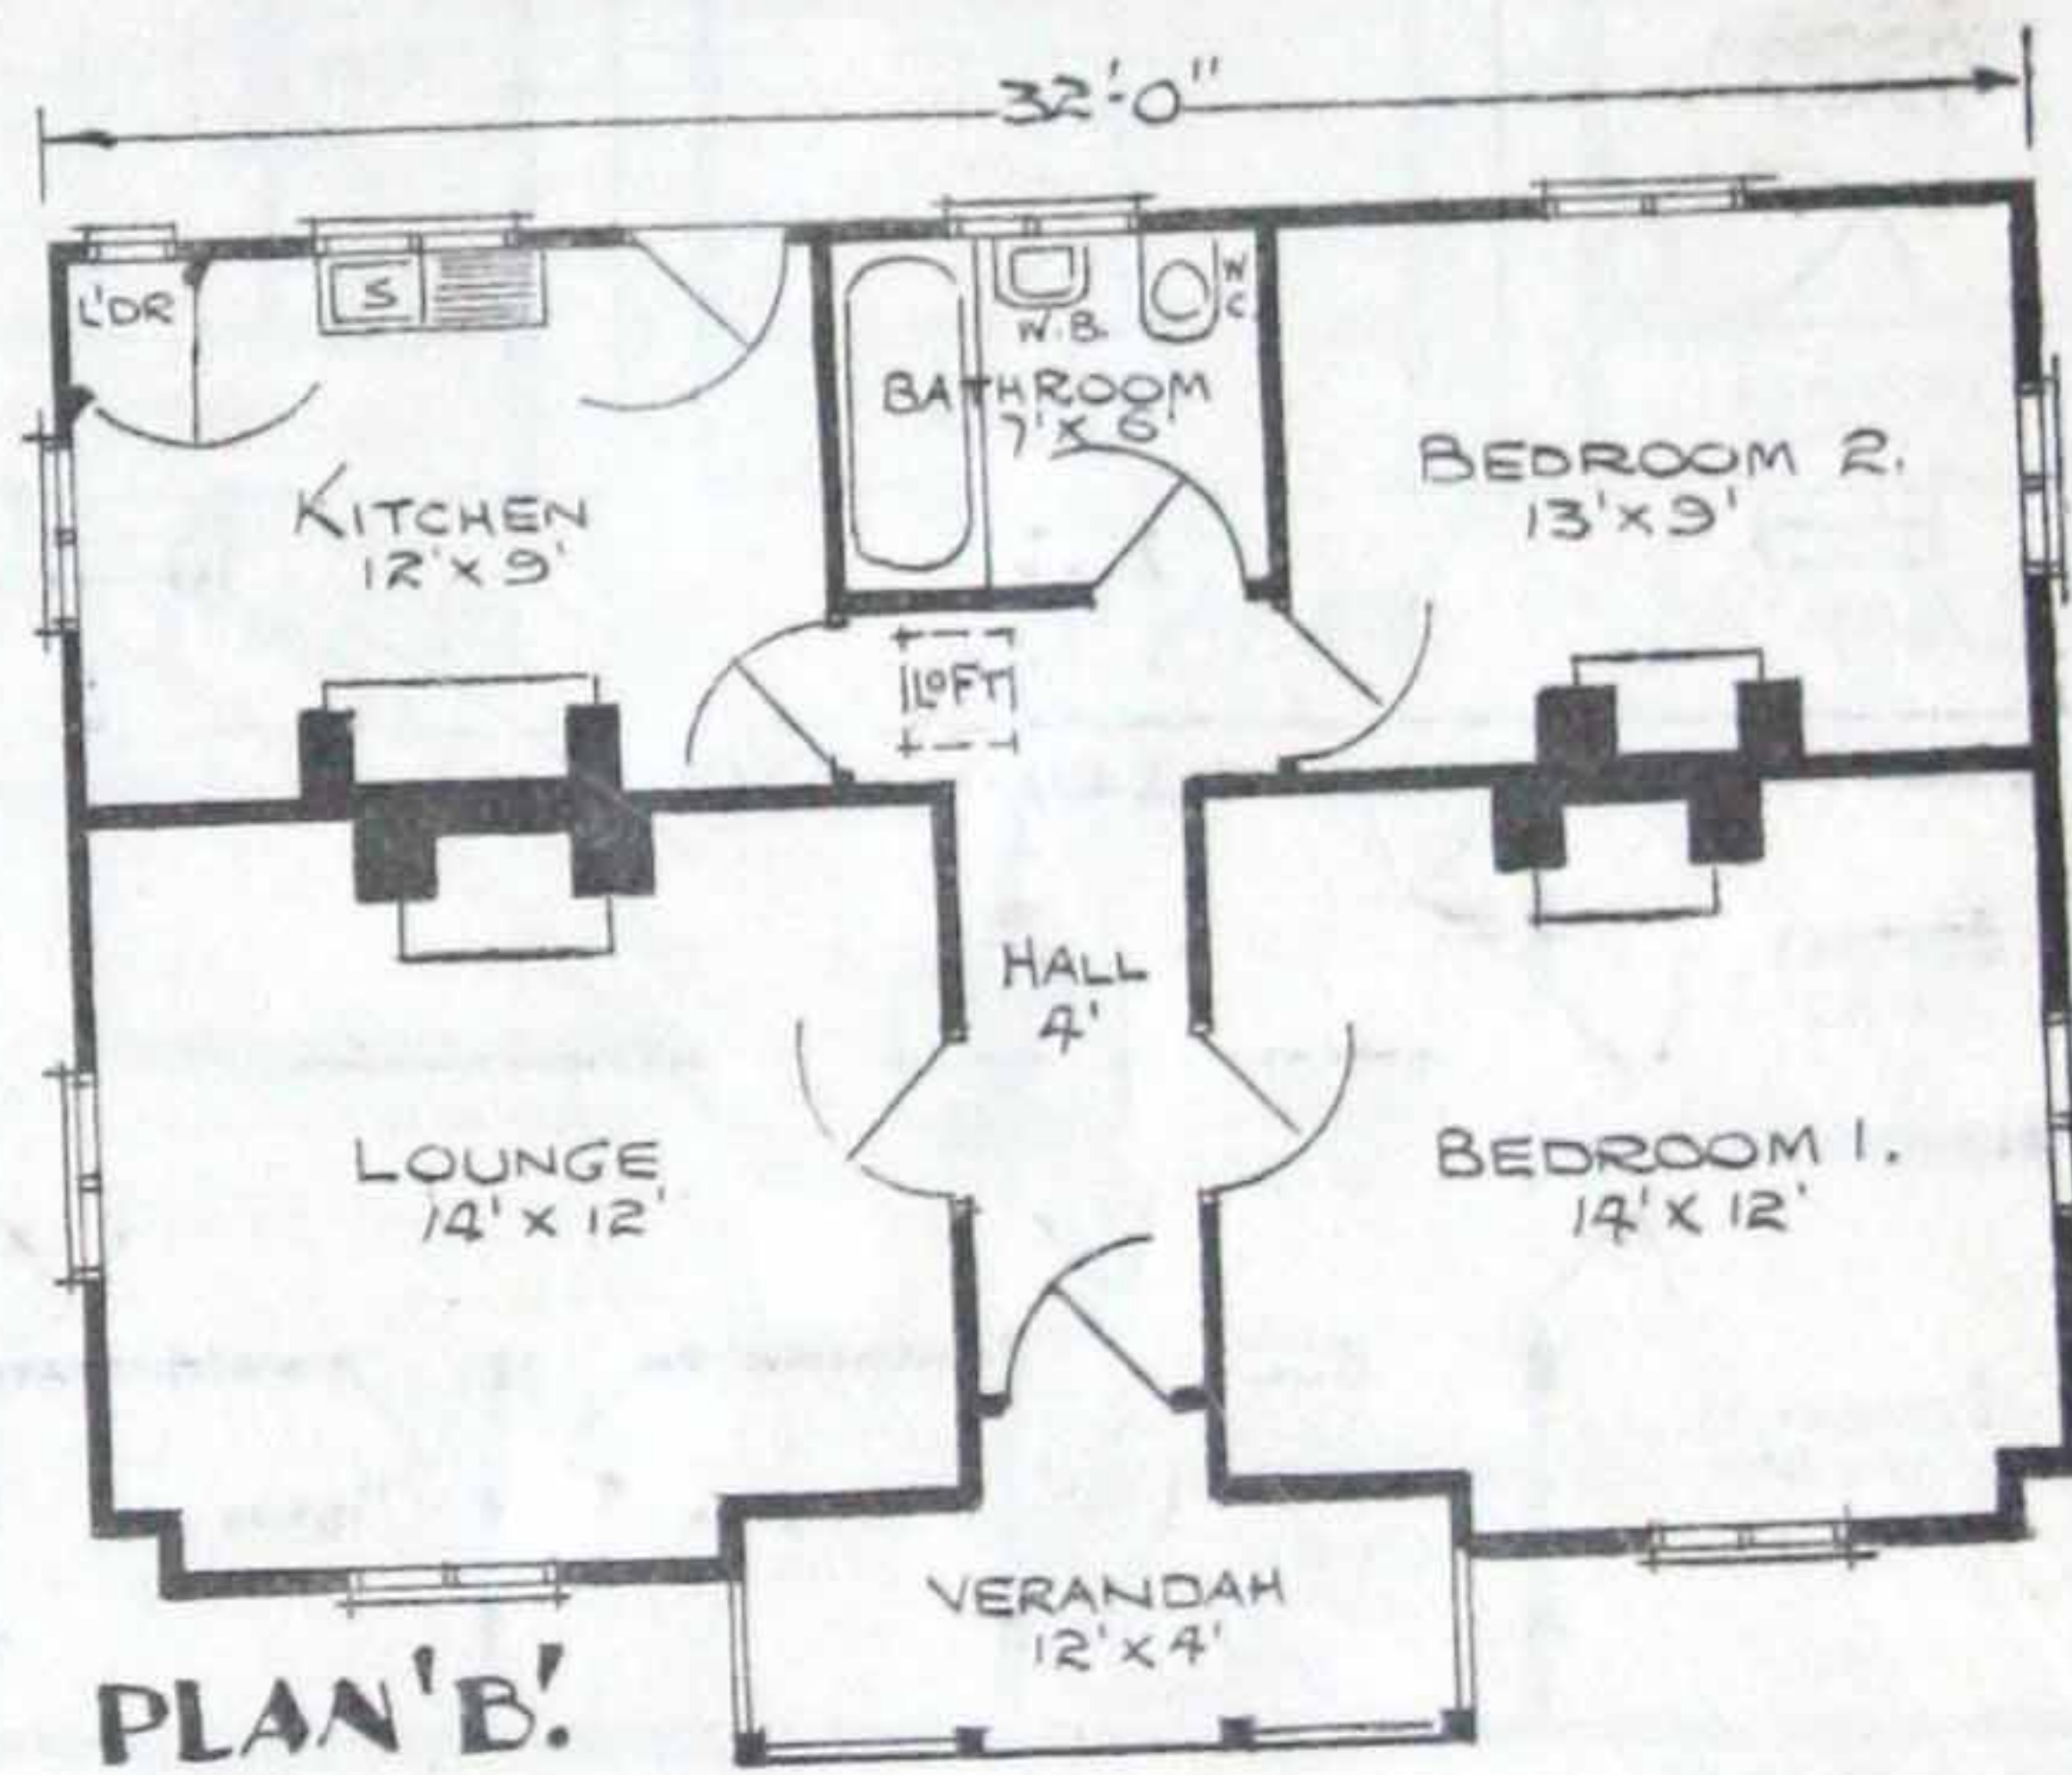 32'-0"
L'DR
S
W.B.
W
C.
BATHROOM
7' x 6'
BEDROOM 2.
13' x 9'
KITCHEN
12' x 9'
LOFT
HALL
4'
LOUNGE
14' x 12'
BEDROOM 1.
14' x 12'
VERANDAH
12' x 4'
PLAN 'B'.